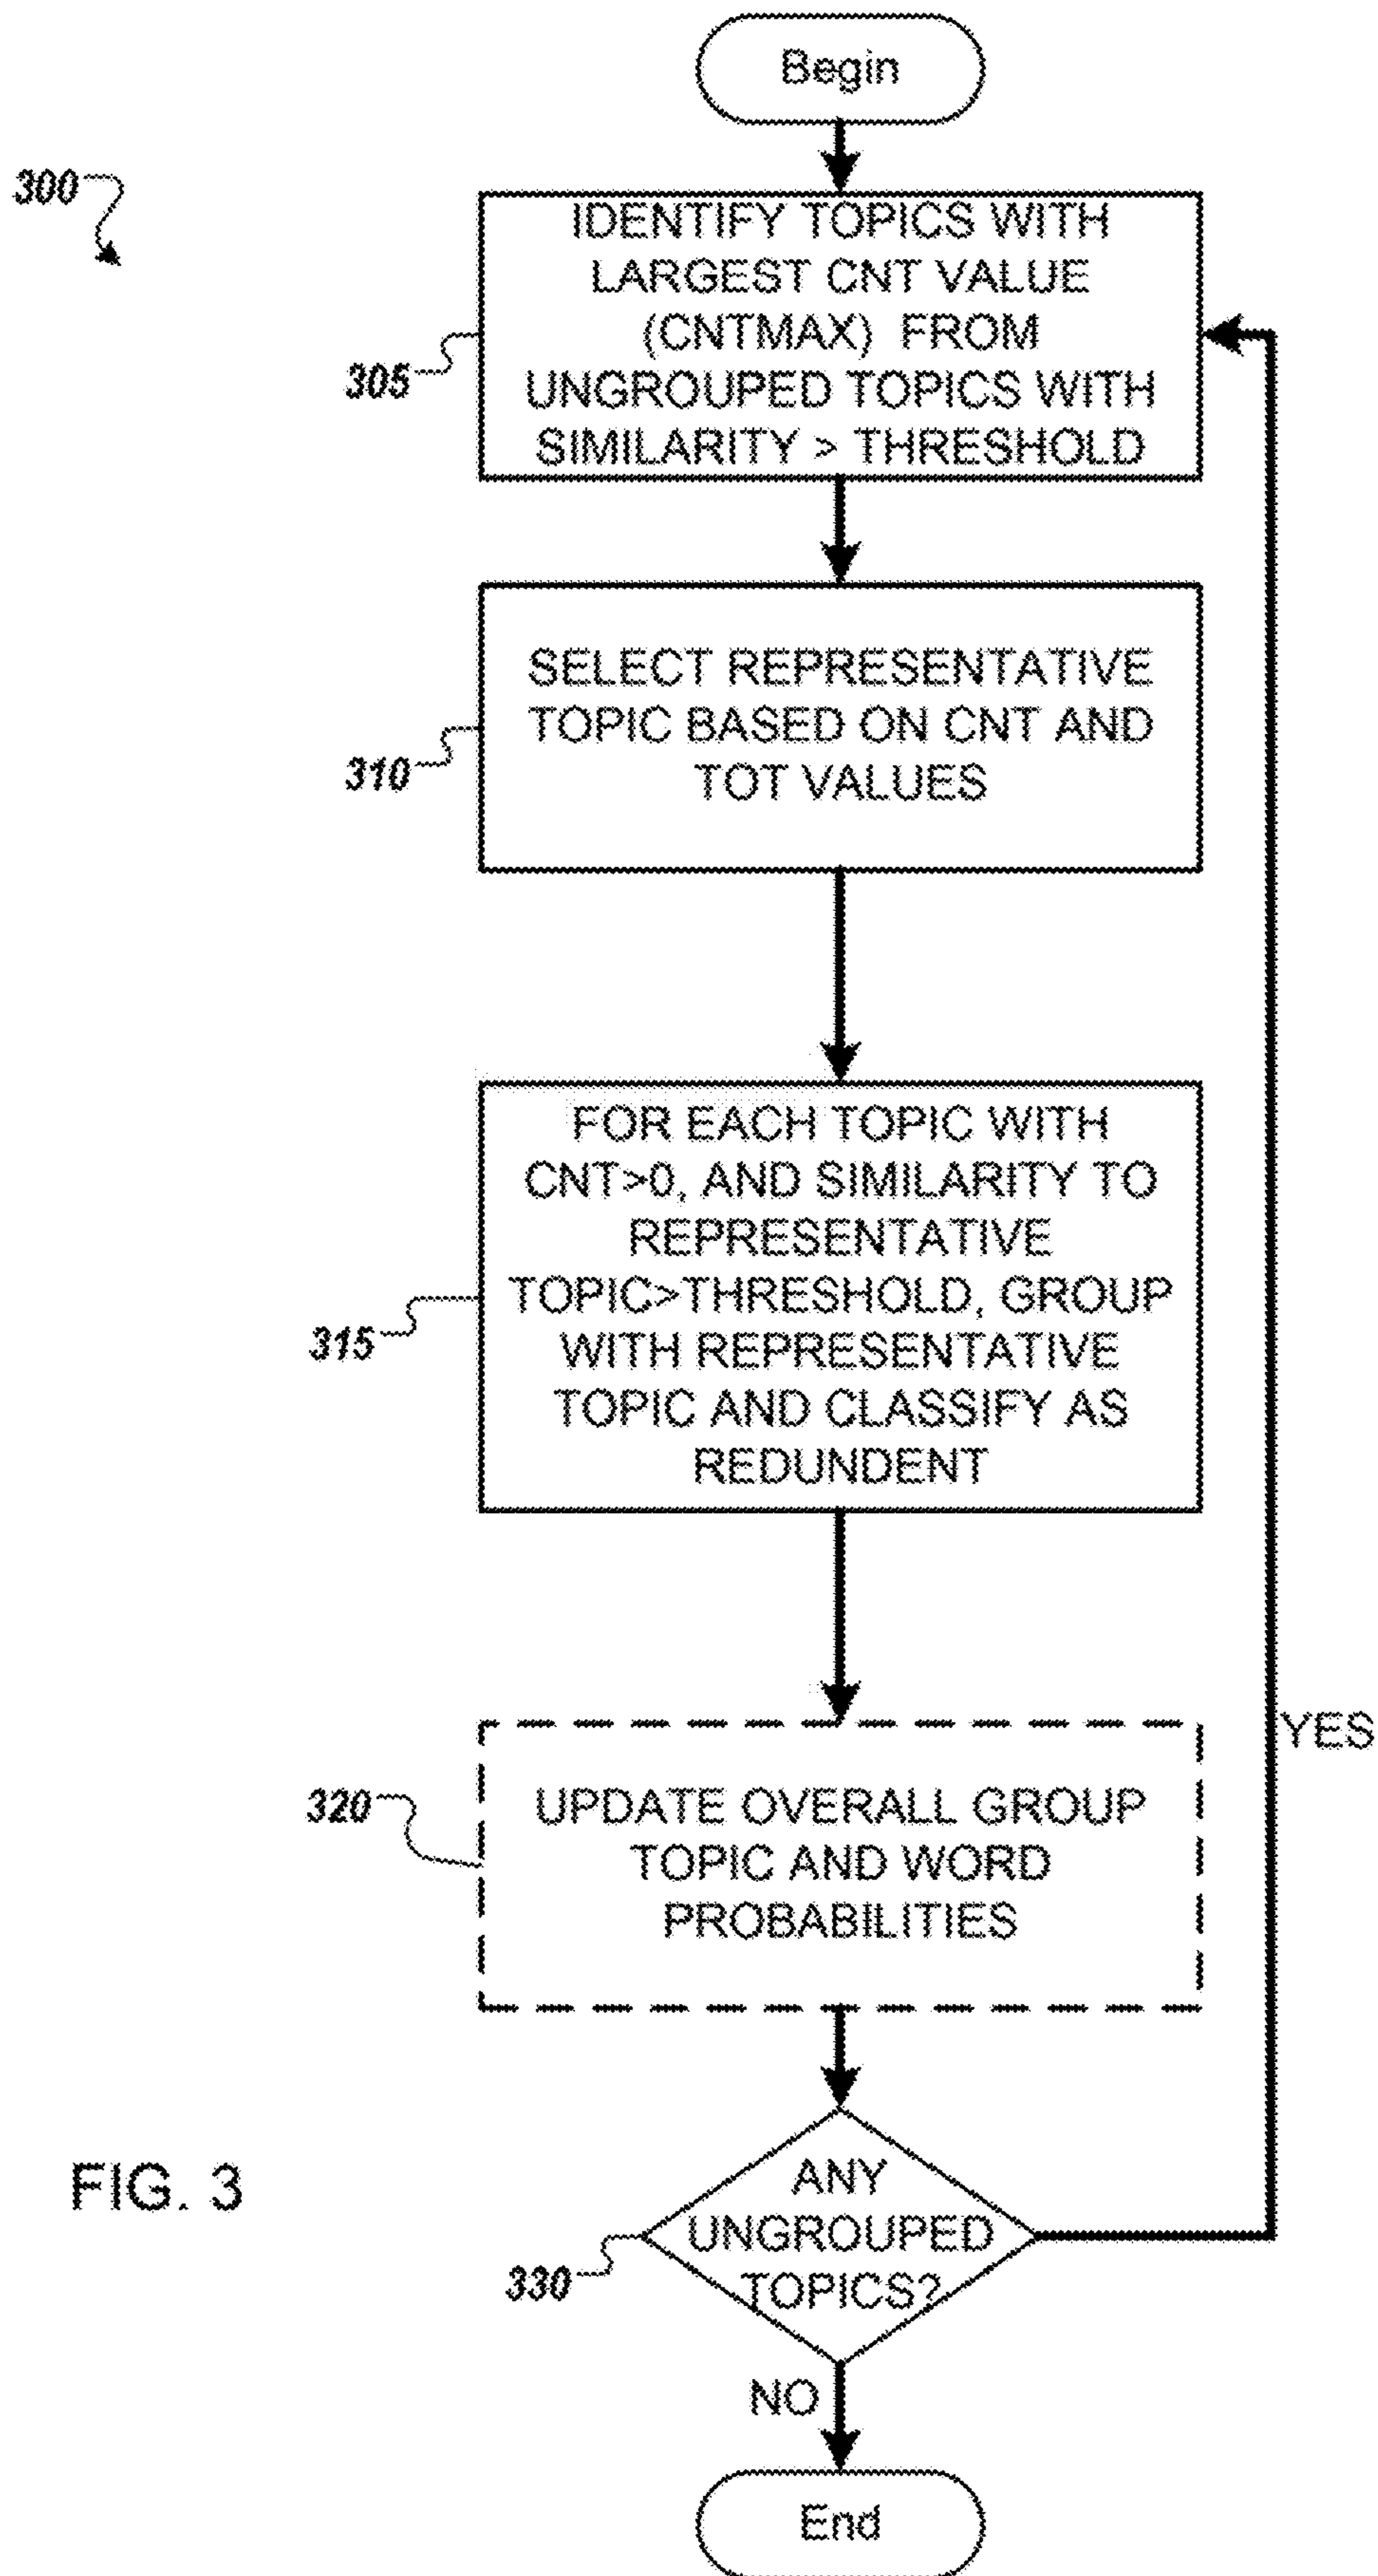 Begin
300
IDENTIFY TOPICS WITH
LARGEST CNT VALUE
(CNTMAX) FROM
UNGROUPED TOPICS WITH
SIMILARITY > THRESHOLD
305
SELECT REPRESENTATIVE
TOPIC BASED ON CNT AND
TOT VALUES
310
FOR EACH TOPIC WITH
CNT>0, AND SIMILARITY TO
REPRESENTATIVE
TOPIC>THRESHOLD, GROUP
WITH REPRESENTATIVE
TOPIC AND CLASSIFY AS
REDUNDENT
315
YES
UPDATE OVERALL GROUP
TOPIC AND WORD
PROBABILITIES
320
ANY
UNGROUPED
TOPICS?
330
FIG. 3
NO
End